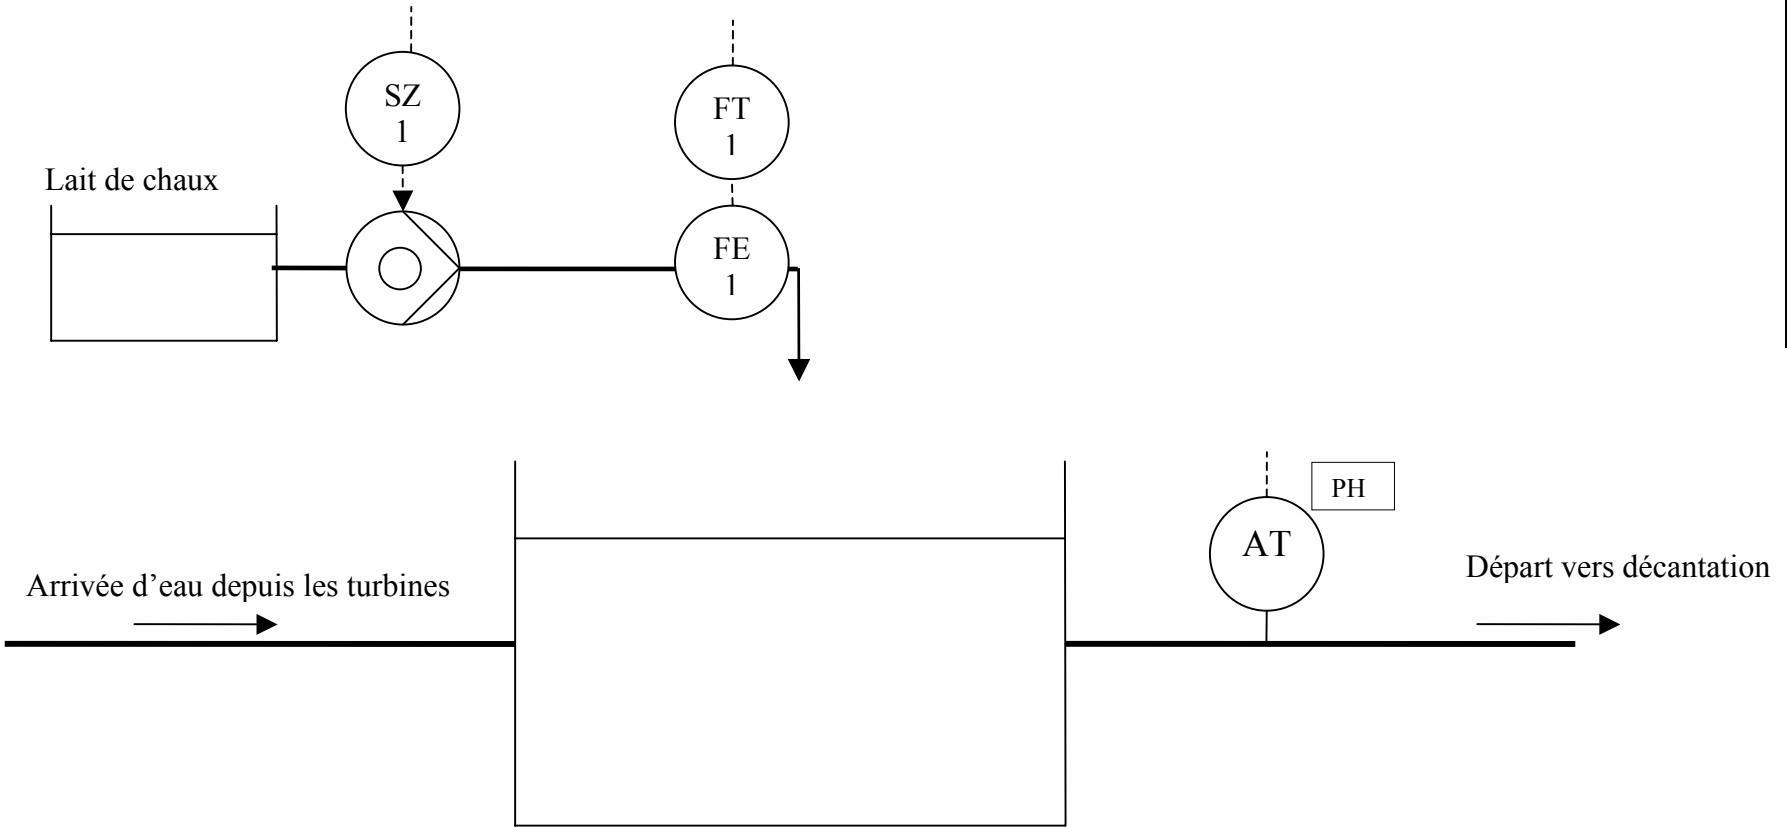 SZ
1
FT
1
Lait de chaux
FE
1
PH
AT
Arrivée d’eau depuis les turbines
Départ vers décantation